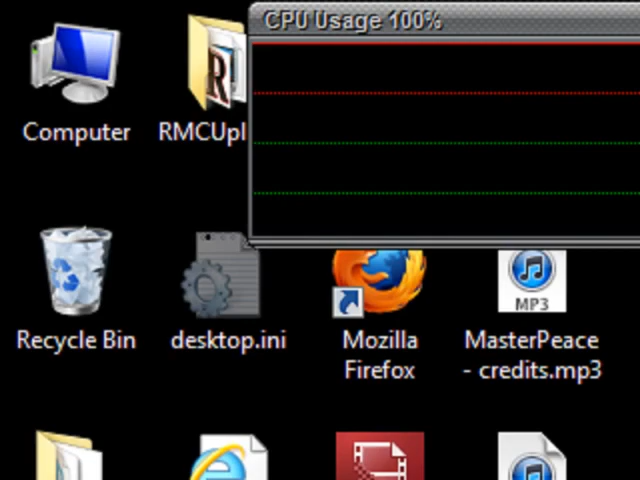 CPU Usage 100%
Computer
RMCUpl
R
Recycle Bin
desktop.ini
Mozilla
Firefox
MP3
MasterPeace
- credits.mp3